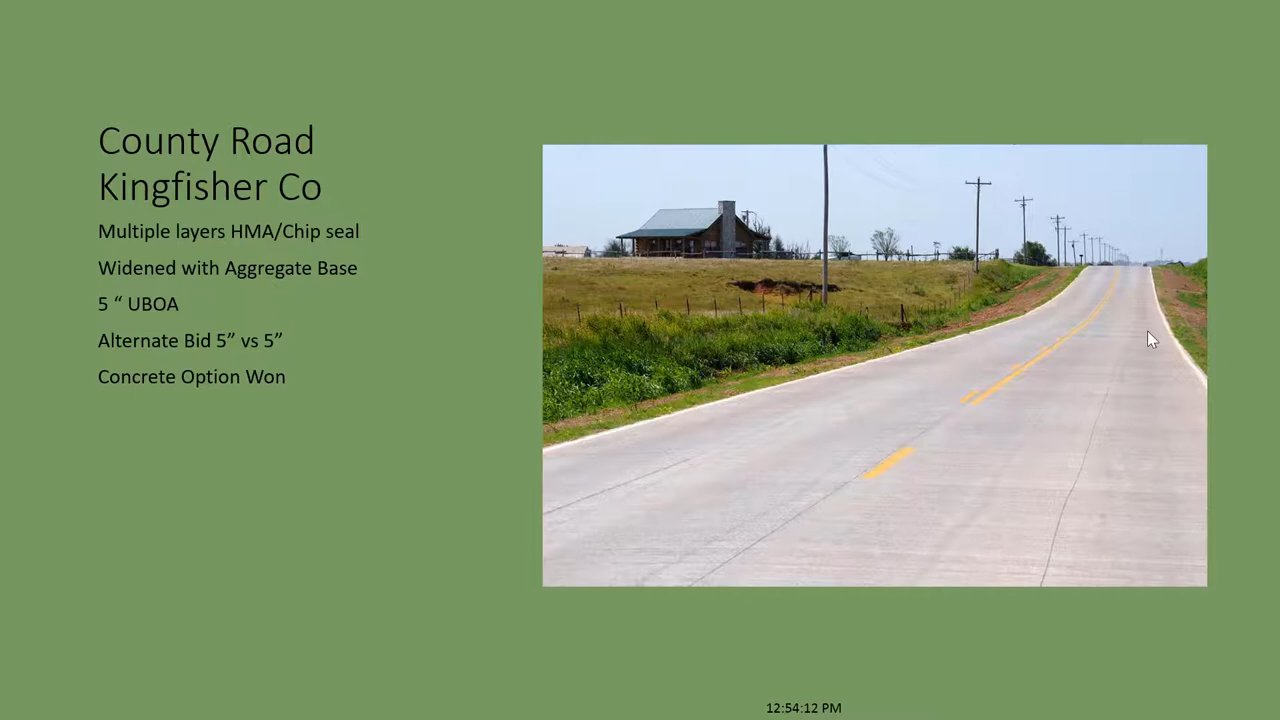 County Road
Kingfisher Co
Multiple layers HMA/Chip seal
Widened with Aggregate Base
5 “ UBOA
Alternate Bid 5” vs 5”
Concrete Option Won
12:54:12 PM